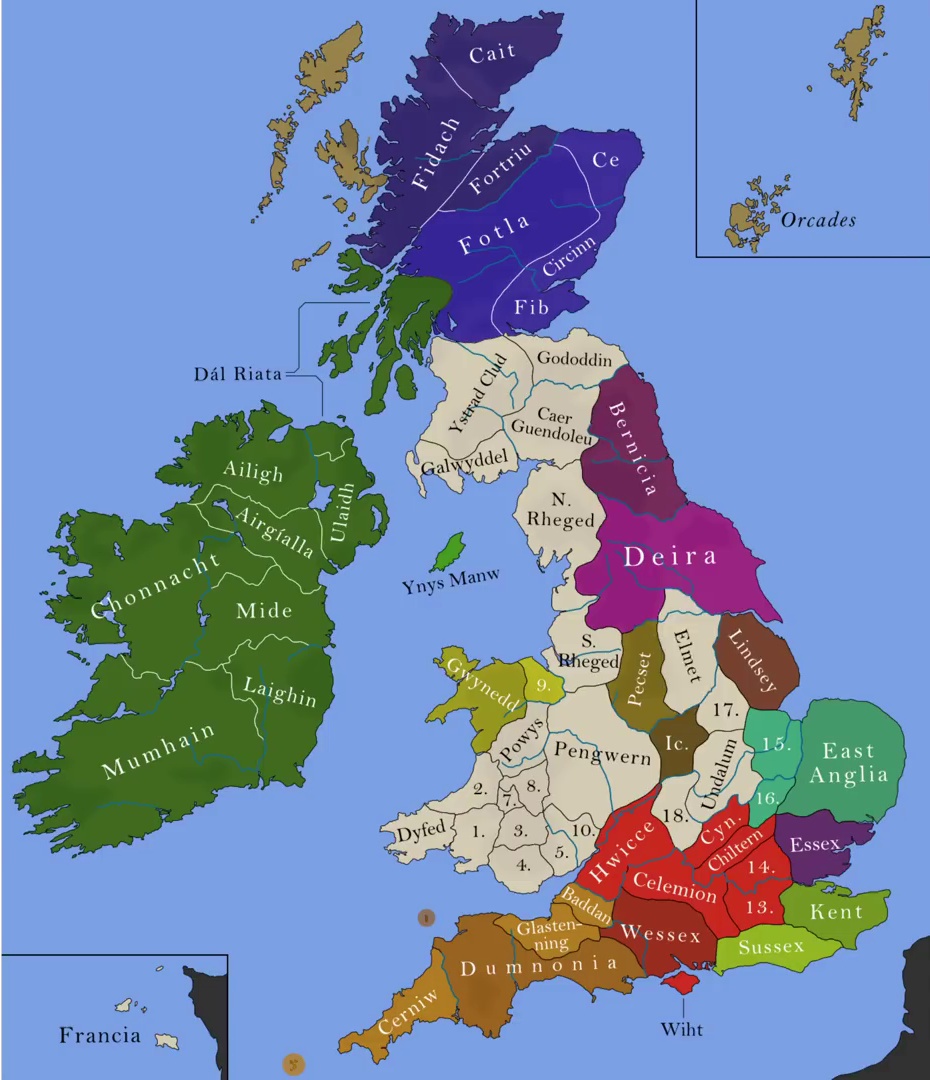 Cait
Fidach
Fortriu
Ce
Fotla
Circinn
Fib
Orcades
Dál Riata
Gododdin
Ystrad Clud
Caer
Guendoleu
Galwyddel
Bernicia
N.
Rheged
Deira
Ynys Manw
Ailigh
Airgíalla
Ulaidh
Chonnacht
Mide
Laighin
Mumhain
S.
Rheged
Pecset
Elmet
Lindsey
Gwynedd
9.
Powys
Pengwern
Ic.
17.
Undalum
15.
16.
East
Anglia
2.
7.
8.
Dyfed
1.
3.
10.
4.
5.
Hwicce
18.
Cyn.
Chiltern
14.
Essex
Celemion
13.
Kent
Baddan
Glasten-
ning
Wessex
Sussex
Dumnonia
Cerniw
Wiht
Francia